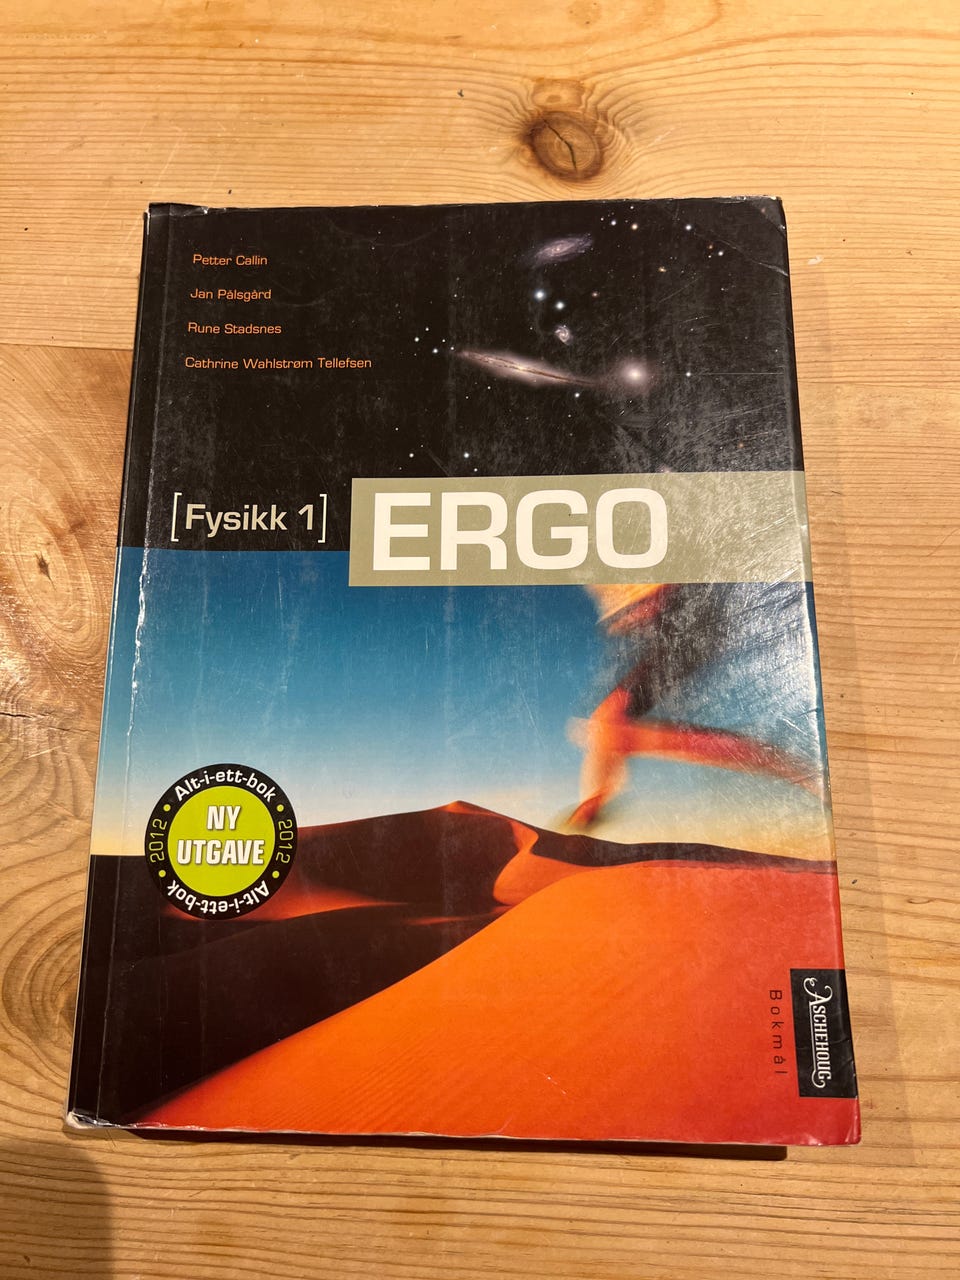 Petter Callin
Jan Pålsgård
Rune Stadsnes
Cathrine Wahlstrøm Tellefsen
[Fysikk 1]
ERGO
Alt-i-ett-bok
2012
NY
UTGAVE
2012
Alt-i-ett-bok
Bokmål
ASCHEHOUG